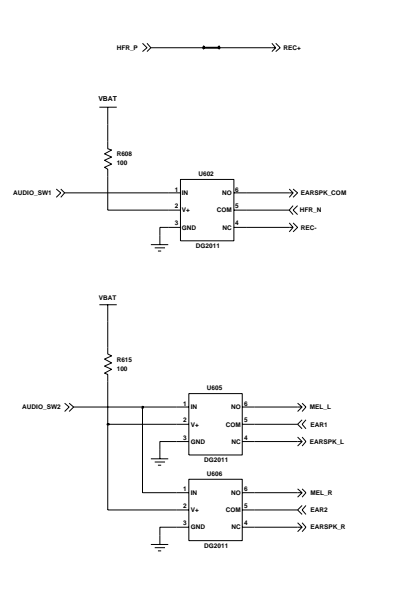 HFR_P REC+
VBAT
R608
100
U602
AUDIO_SW1 1 IN NO 6 EARSPK_COM
2 V+ COM 5 HFR_N
3 GND NC 4 REC-
DG2011
VBAT
R615
100
U605
AUDIO_SW2 1 IN NO 6 MEL_L
2 V+ COM 5 EAR1
3 GND NC 4 EARSPK_L
DG2011
U606
1 IN NO 6 MEL_R
2 V+ COM 5 EAR2
3 GND NC 4 EARSPK_R
DG2011